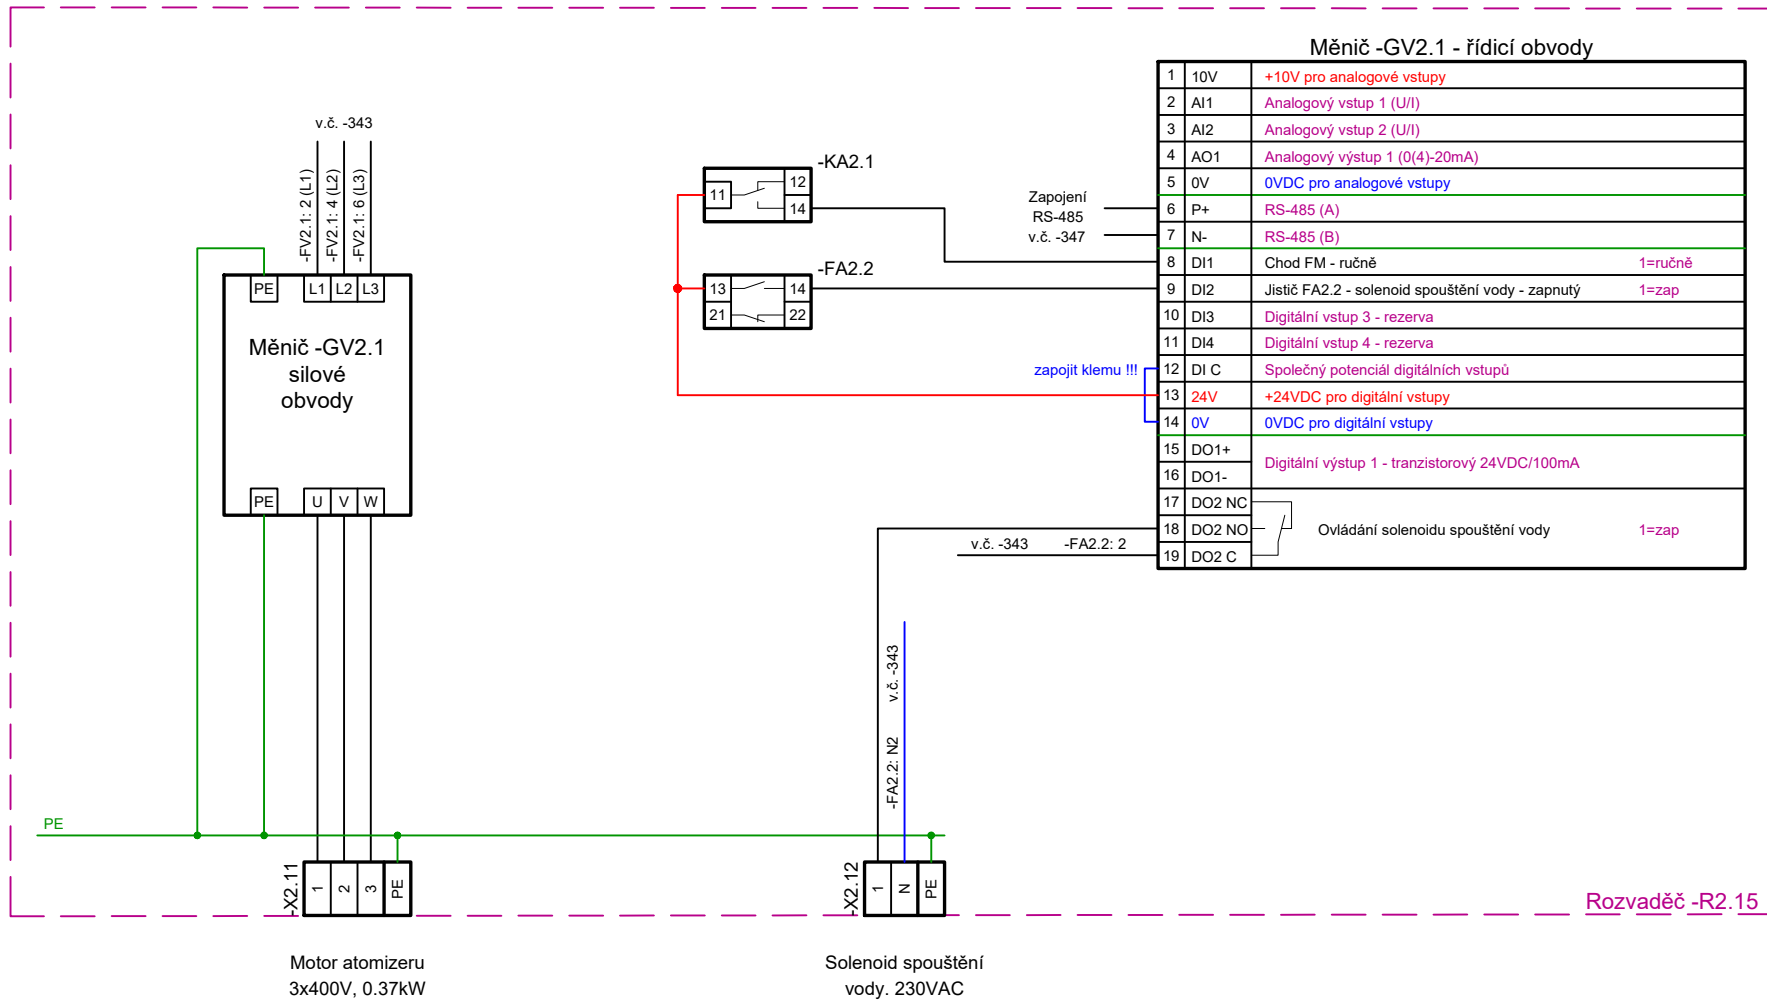 Měnič -GV2.1 - řídicí obvody
1 10V +10V pro analogové vstupy
2 AI1 Analogový vstup 1 (U/I)
3 AI2 Analogový vstup 2 (U/I)
4 AO1 Analogový výstup 1 (0(4)-20mA)
5 0V 0VDC pro analogové vstupy
6 P+ RS-485 (A)
7 N- RS-485 (B)
8 DI1 Chod FM - ručně 1=ručně
9 DI2 Jistič FA2.2 - solenoid spouštění vody - zapnutý 1=zap
10 DI3 Digitální vstup 3 - rezerva
11 DI4 Digitální vstup 4 - rezerva
12 DI C Společný potenciál digitálních vstupů
13 24V +24VDC pro digitální vstupy
14 0V 0VDC pro digitální vstupy
15 DO1+
Digitální výstup 1 - tranzistorový 24VDC/100mA
16 DO1-
17 DO2 NC
18 DO2 NO Ovládání solenoidu spouštění vody 1=zap
19 DO2 C
Zapojení
RS-485
v.č. -347
zapojit klemu !!!
v.č. -343 -FA2.2: 2
-KA2.1
11 12
14
-FA2.2
13 14
21 22
v.č. -343
-FV2.1: 2 (L1)
-FV2.1: 4 (L2)
-FV2.1: 6 (L3)
PE L1 L2 L3
Měnič -GV2.1
silové
obvody
PE U V W
PE
-X2.11
1 2 3 PE
Motor atomizeru
3x400V, 0.37kW
-FA2.2: N2 v.č. -343
-X2.12
1 N PE
Solenoid spouštění
vody. 230VAC
Rozvaděč -R2.15